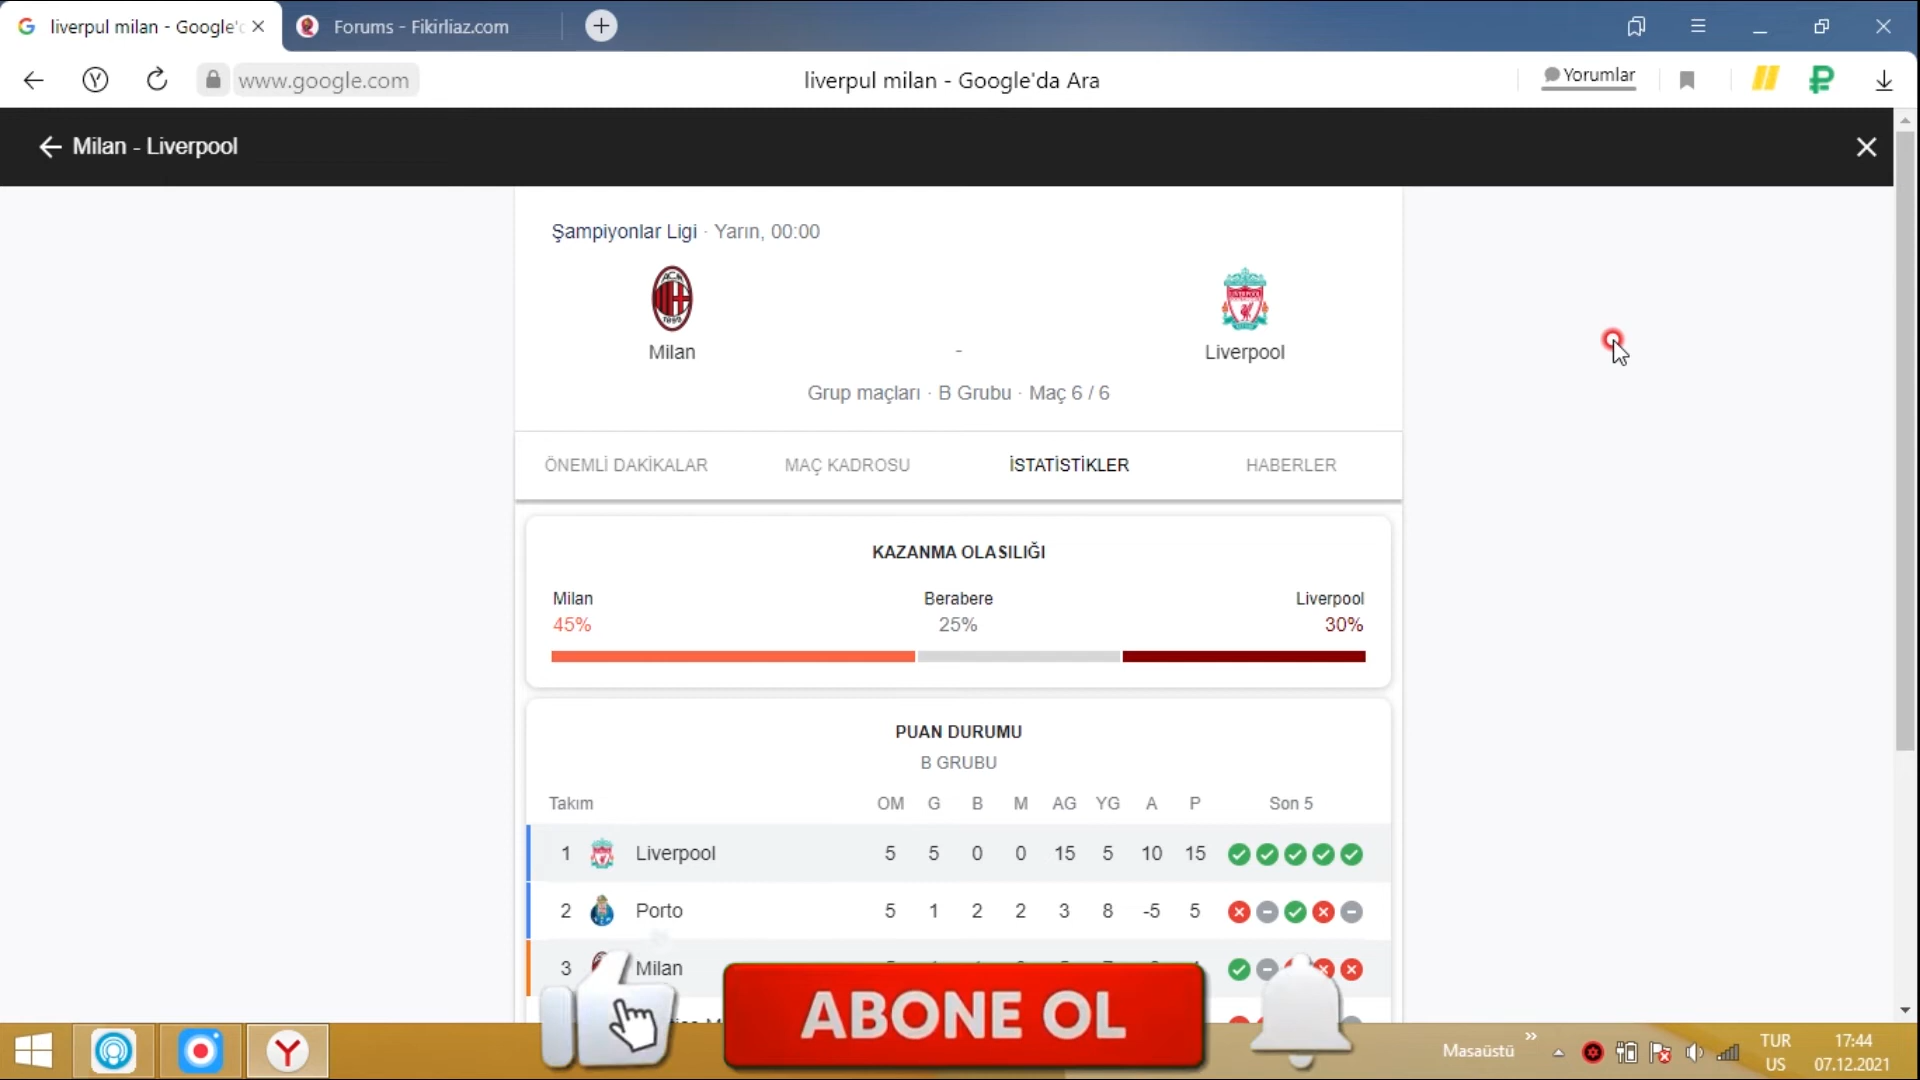 liverpul milan - Google'd
Forums - Fikirliaz.com
www.google.com
liverpul milan - Google'da Ara
Yorumlar
Milan - Liverpool
Şampiyonlar Ligi · Yarın, 00:00
Milan
-
Liverpool
Grup maçları · B Grubu · Maç 6 / 6
ÖNEMLİ DAKİKALAR MAÇ KADROSU İSTATİSTİKLER HABERLER
KAZANMA OLASILIĞI
Milan Berabere Liverpool
45% 25% 30%
PUAN DURUMU
B GRUBU
Takım OM G B M AG YG A P Son 5
1 Liverpool 5 5 0 0 15 5 10 15
2 Porto 5 1 2 2 3 8 -5 5
3 Milan
ABONE OL
Masaüstü
TUR
US
17:44
07.12.2021